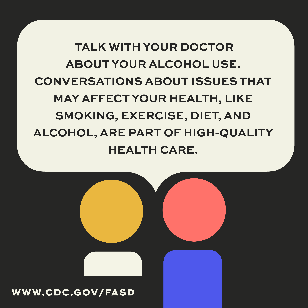 TALK WITH YOUR DOCTOR
ABOUT YOUR ALCOHOL USE.
CONVERSATIONS ABOUT ISSUES THAT
MAY AFFECT YOUR HEALTH, LIKE
SMOKING, EXERCISE, DIET, AND
ALCOHOL, ARE PART OF HIGH-QUALITY
HEALTH CARE.
WWW.CDC.GOV/FASD